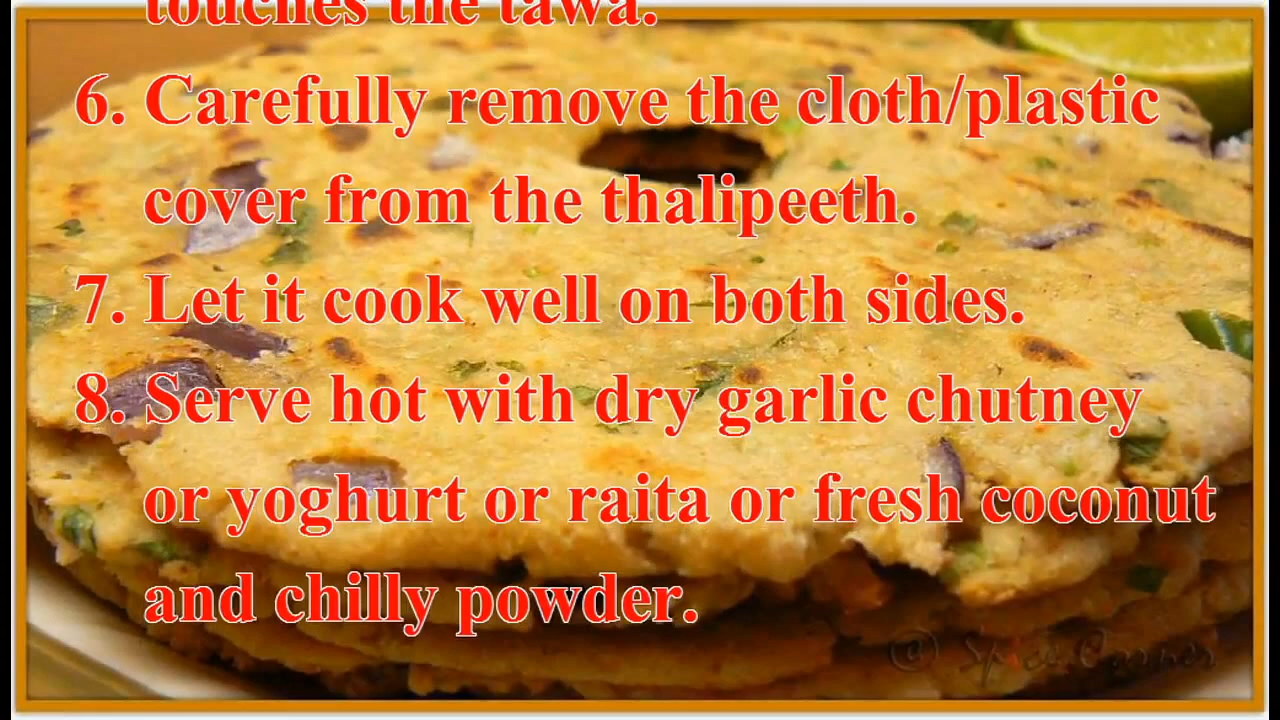 touches the tawa.
6. Carefully remove the cloth/plastic
cover from the thalipeeth.
7. Let it cook well on both sides.
8. Serve hot with dry garlic chutney
or yoghurt or raita or fresh coconut
and chilly powder.
@ Spice Corner